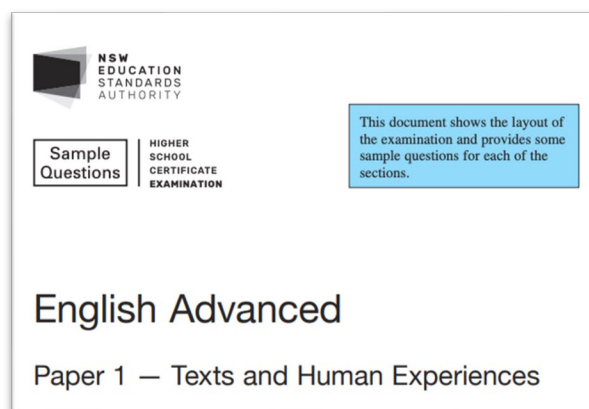 NSW
EDUCATION
STANDARDS
AUTHORITY
This document shows the layout of
the examination and provides some
sample questions for each of the
sections.
Sample
Questions
HIGHER
SCHOOL
CERTIFICATE
EXAMINATION
English Advanced
Paper 1 — Texts and Human Experiences